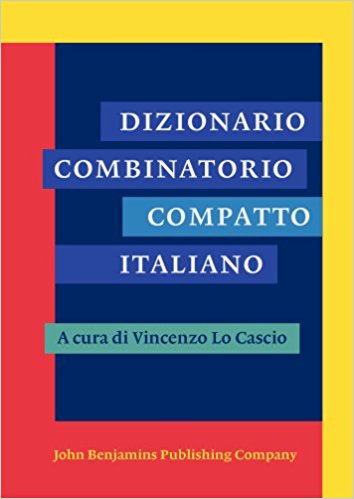 DIZIONARIO
COMBINATORIO
COMPATTO
ITALIANO
A cura di Vincenzo Lo Cascio
John Benjamins Publishing Company